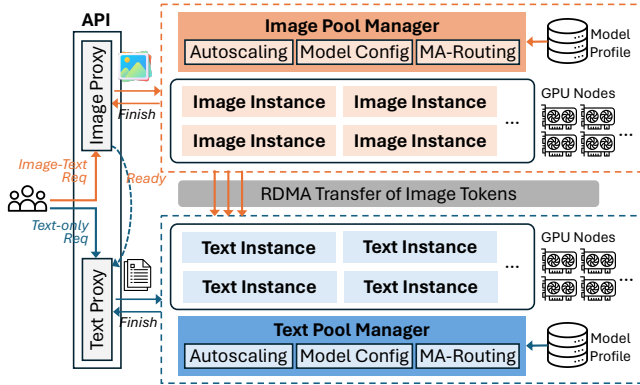 API
Image Proxy
Image-Text
Req
Text-only
Req
Ready
Text Proxy
Finish
Finish
Image Pool Manager
Autoscaling
Model Config
MA-Routing
Model
Profile
Image Instance
Image Instance
Image Instance
Image Instance
...
GPU Nodes
...
RDMA Transfer of Image Tokens
Text Instance
Text Instance
Text Instance
Text Instance
...
GPU Nodes
...
Text Pool Manager
Autoscaling
Model Config
MA-Routing
Model
Profile